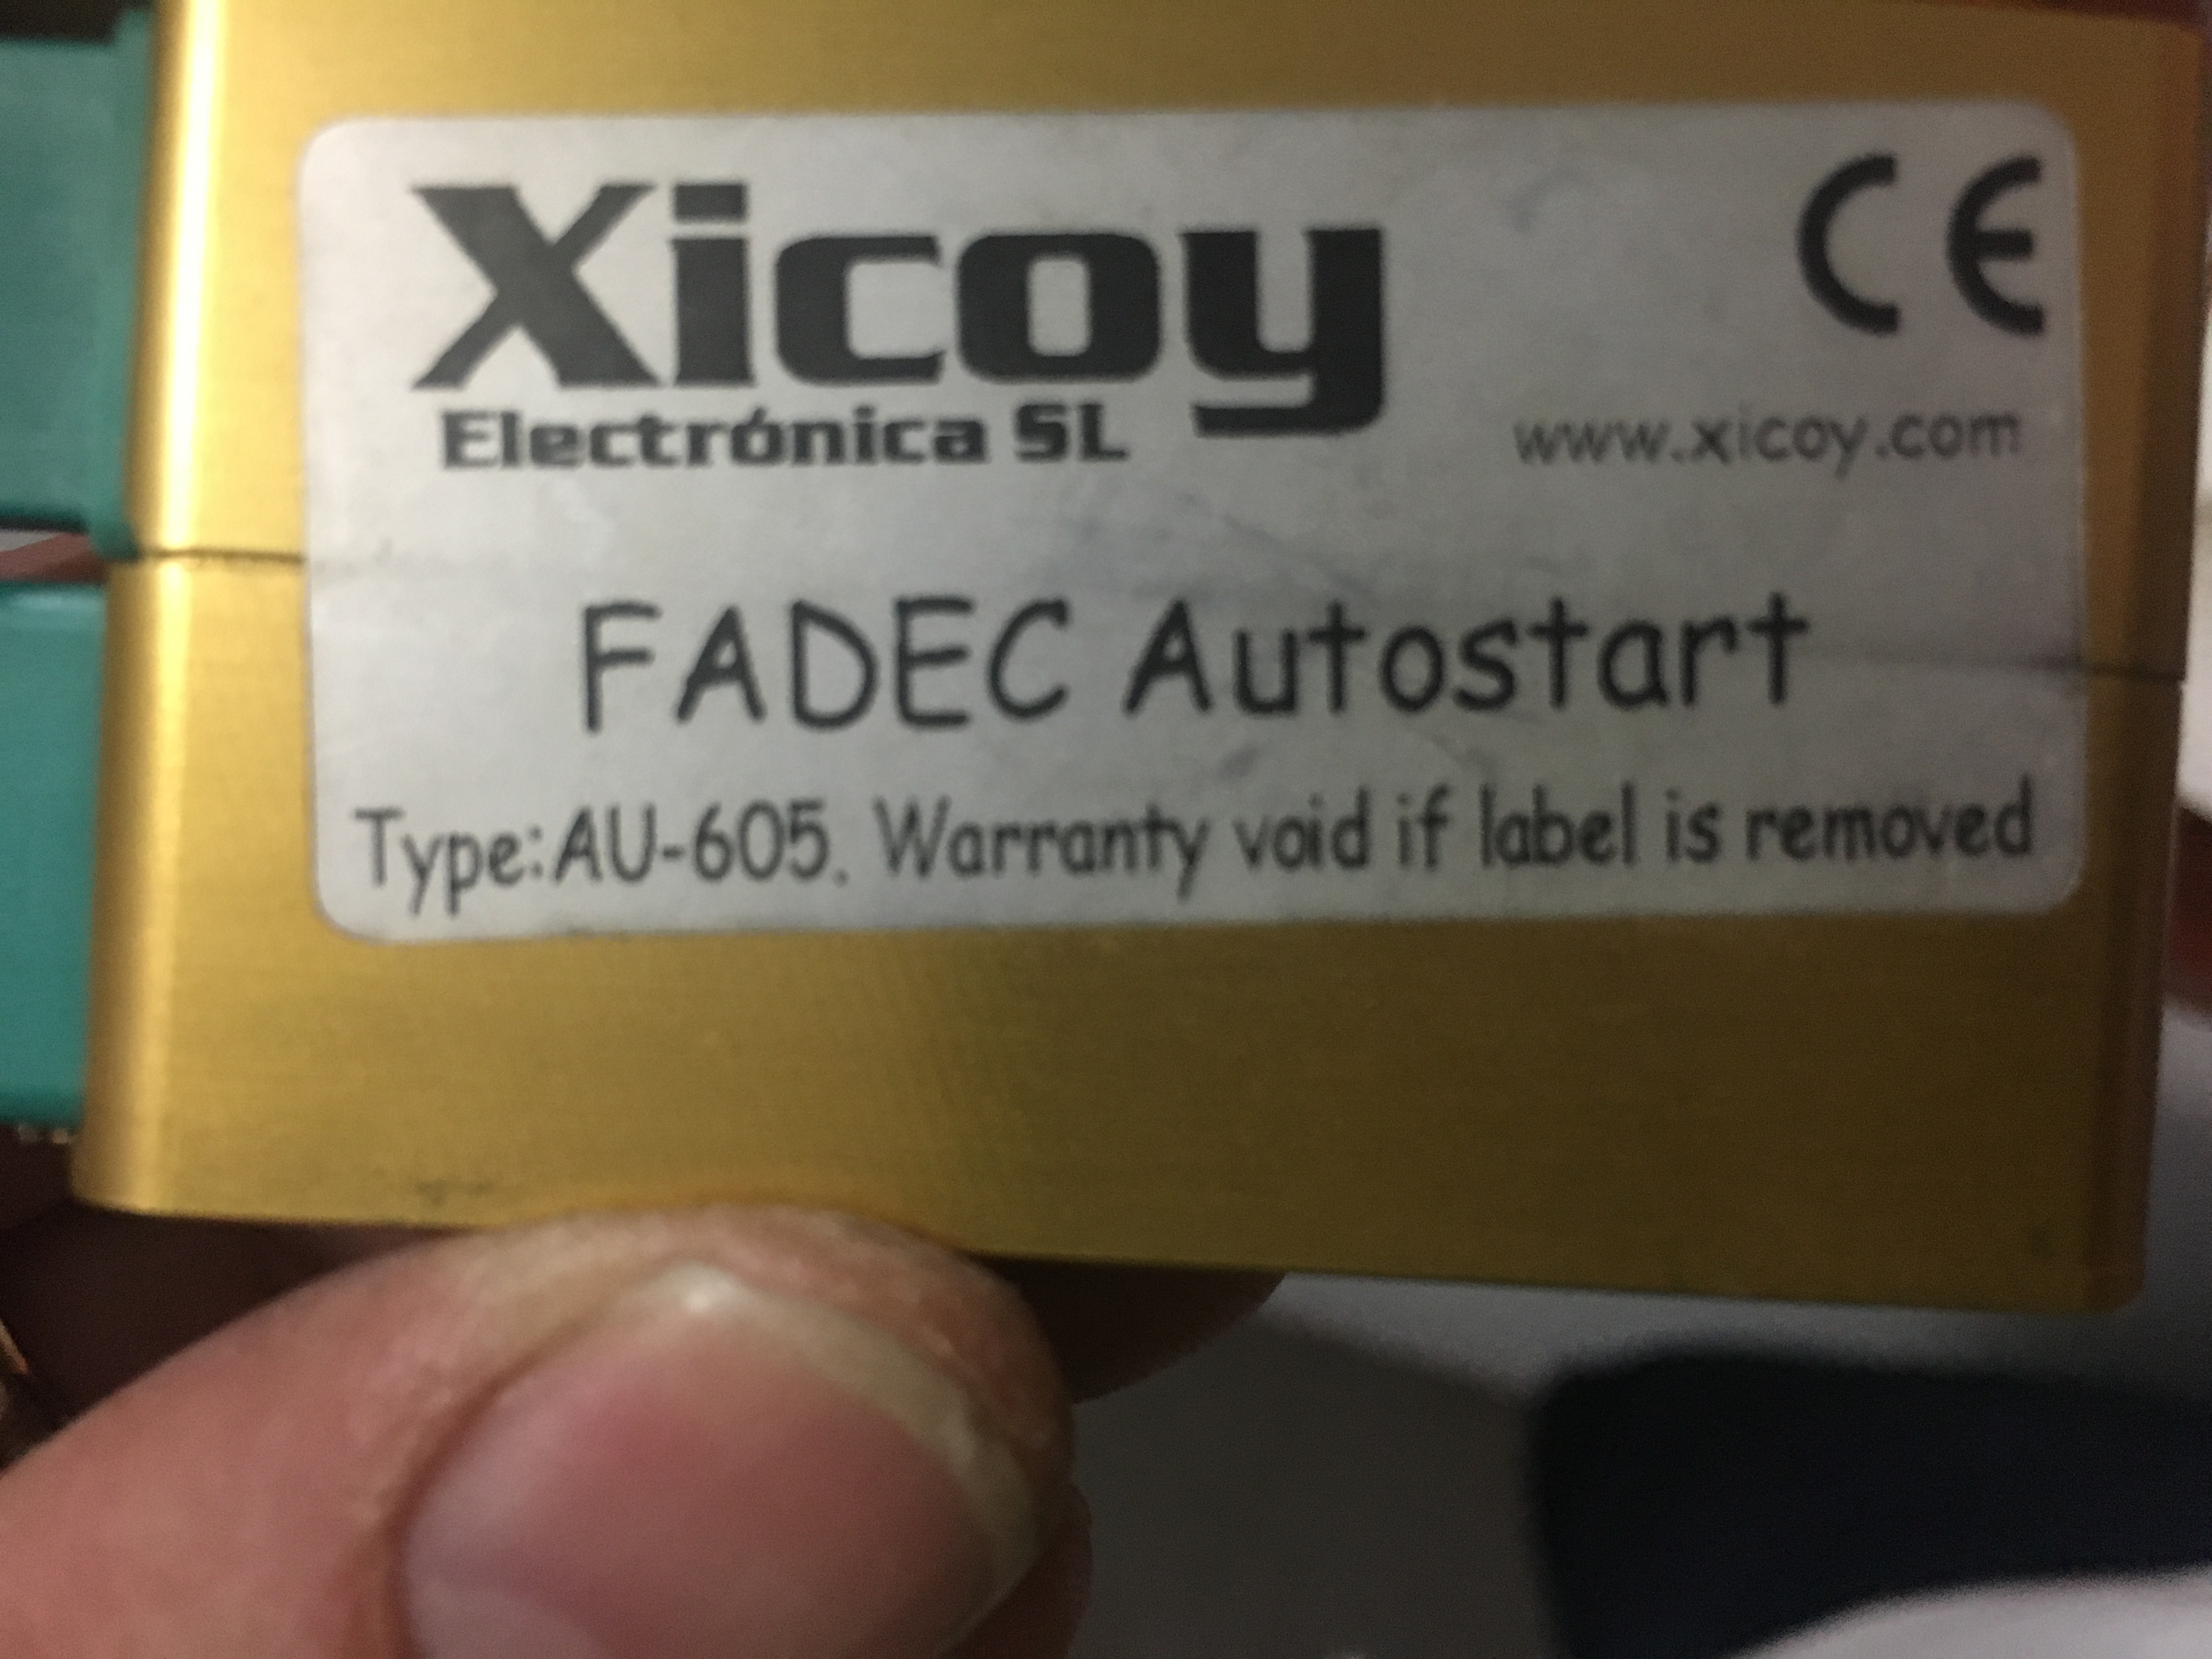 Xicoy
CE
Electrónica SL
www.xicoy.com
FADEC Autostart
Type:AU-605. Warranty void if label is removed